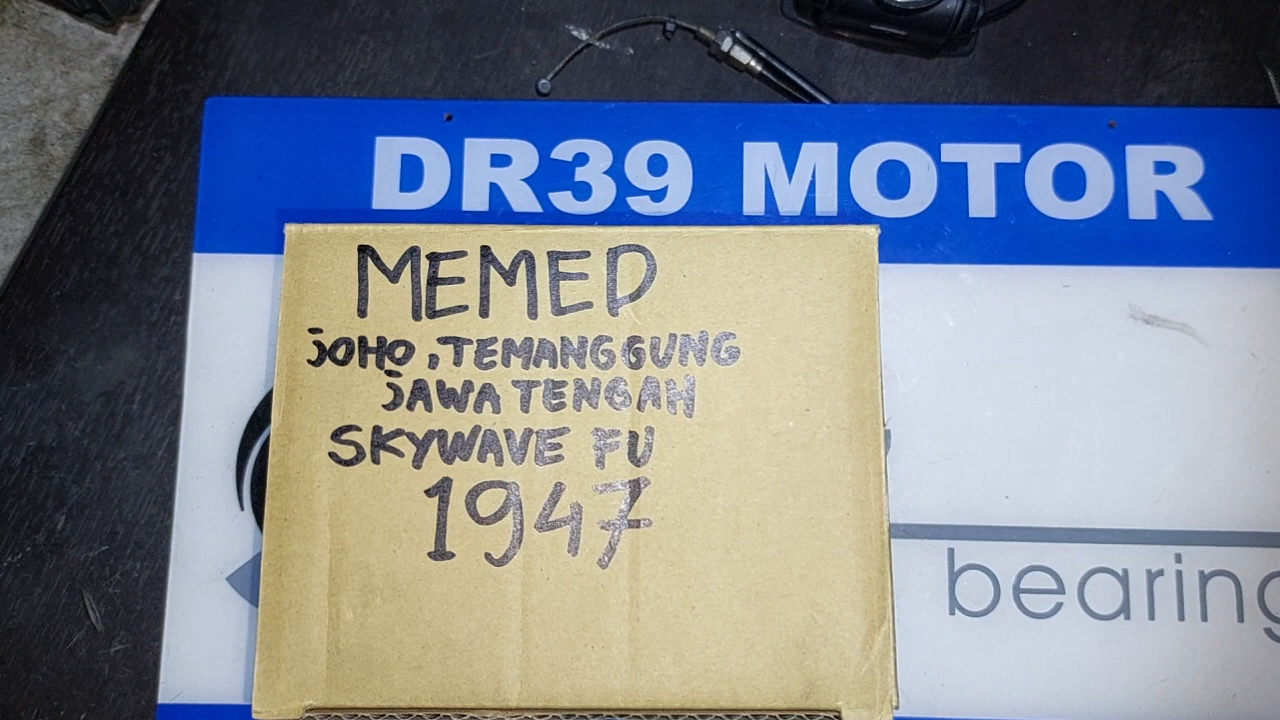 DR39 MOTOR
MEMED
JOHO, TEMANGGUNG
JAWA TENGAH
SKYWAVE FU
1947
bearing